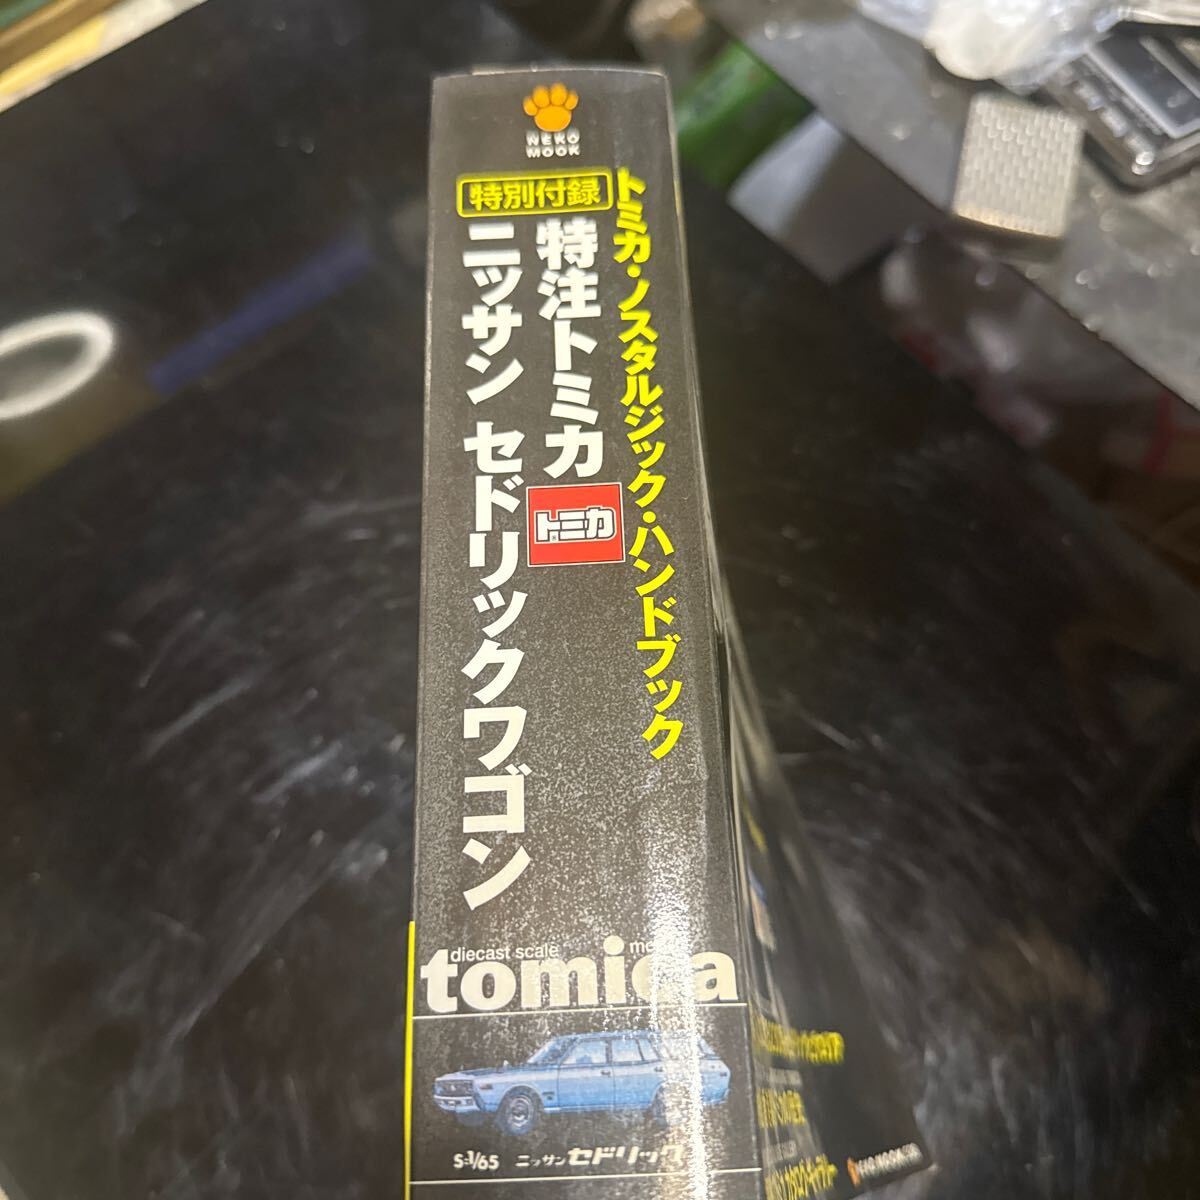 NEKO
MOOK
トミカ・ノスタルジック・ハンドブック
特別付録
特注トミカ
トミカ
ニッサン セドリックワゴン
diecast scale
tomica
S=1/65 ニッサン セドリック